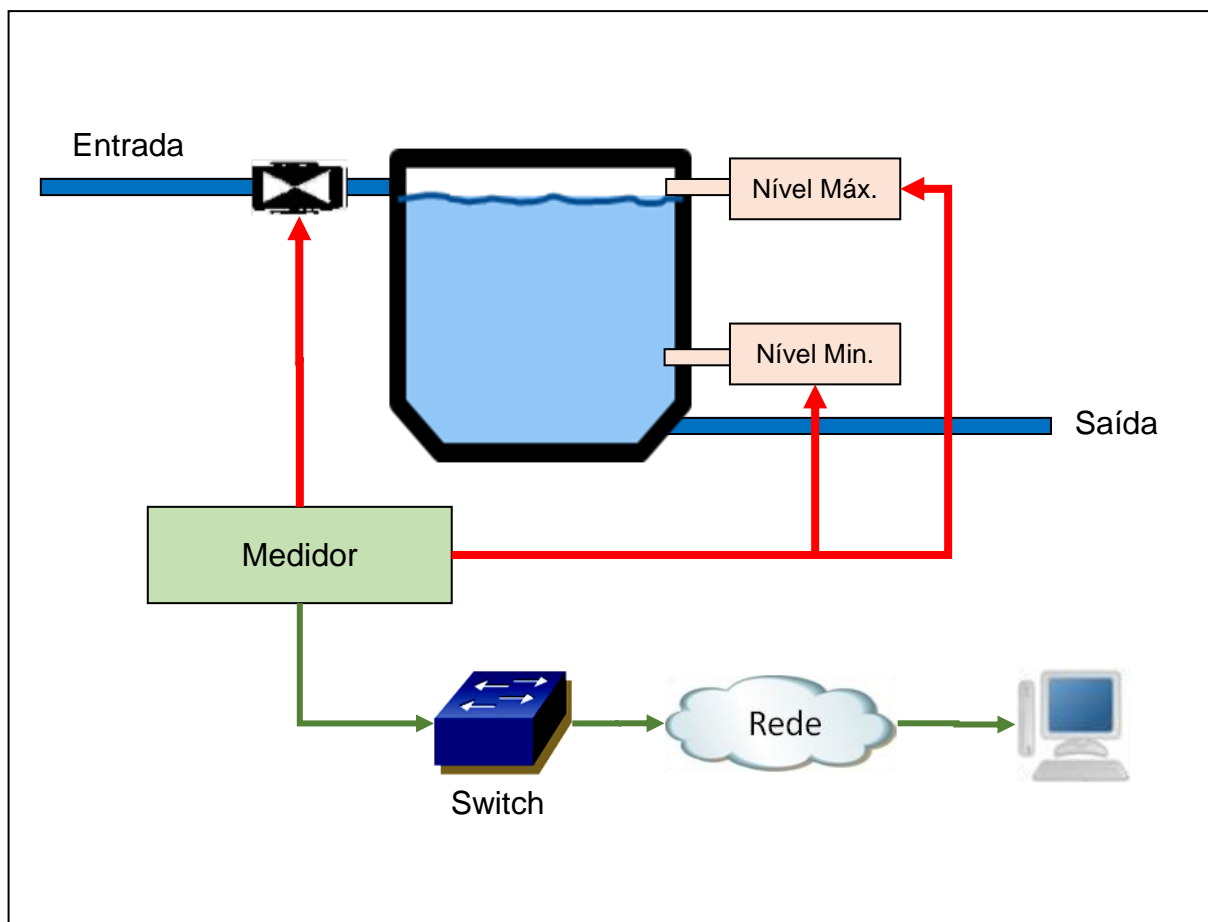 Entrada
Nível Máx.
Nível Min.
Saída
Medidor
Rede
Switch